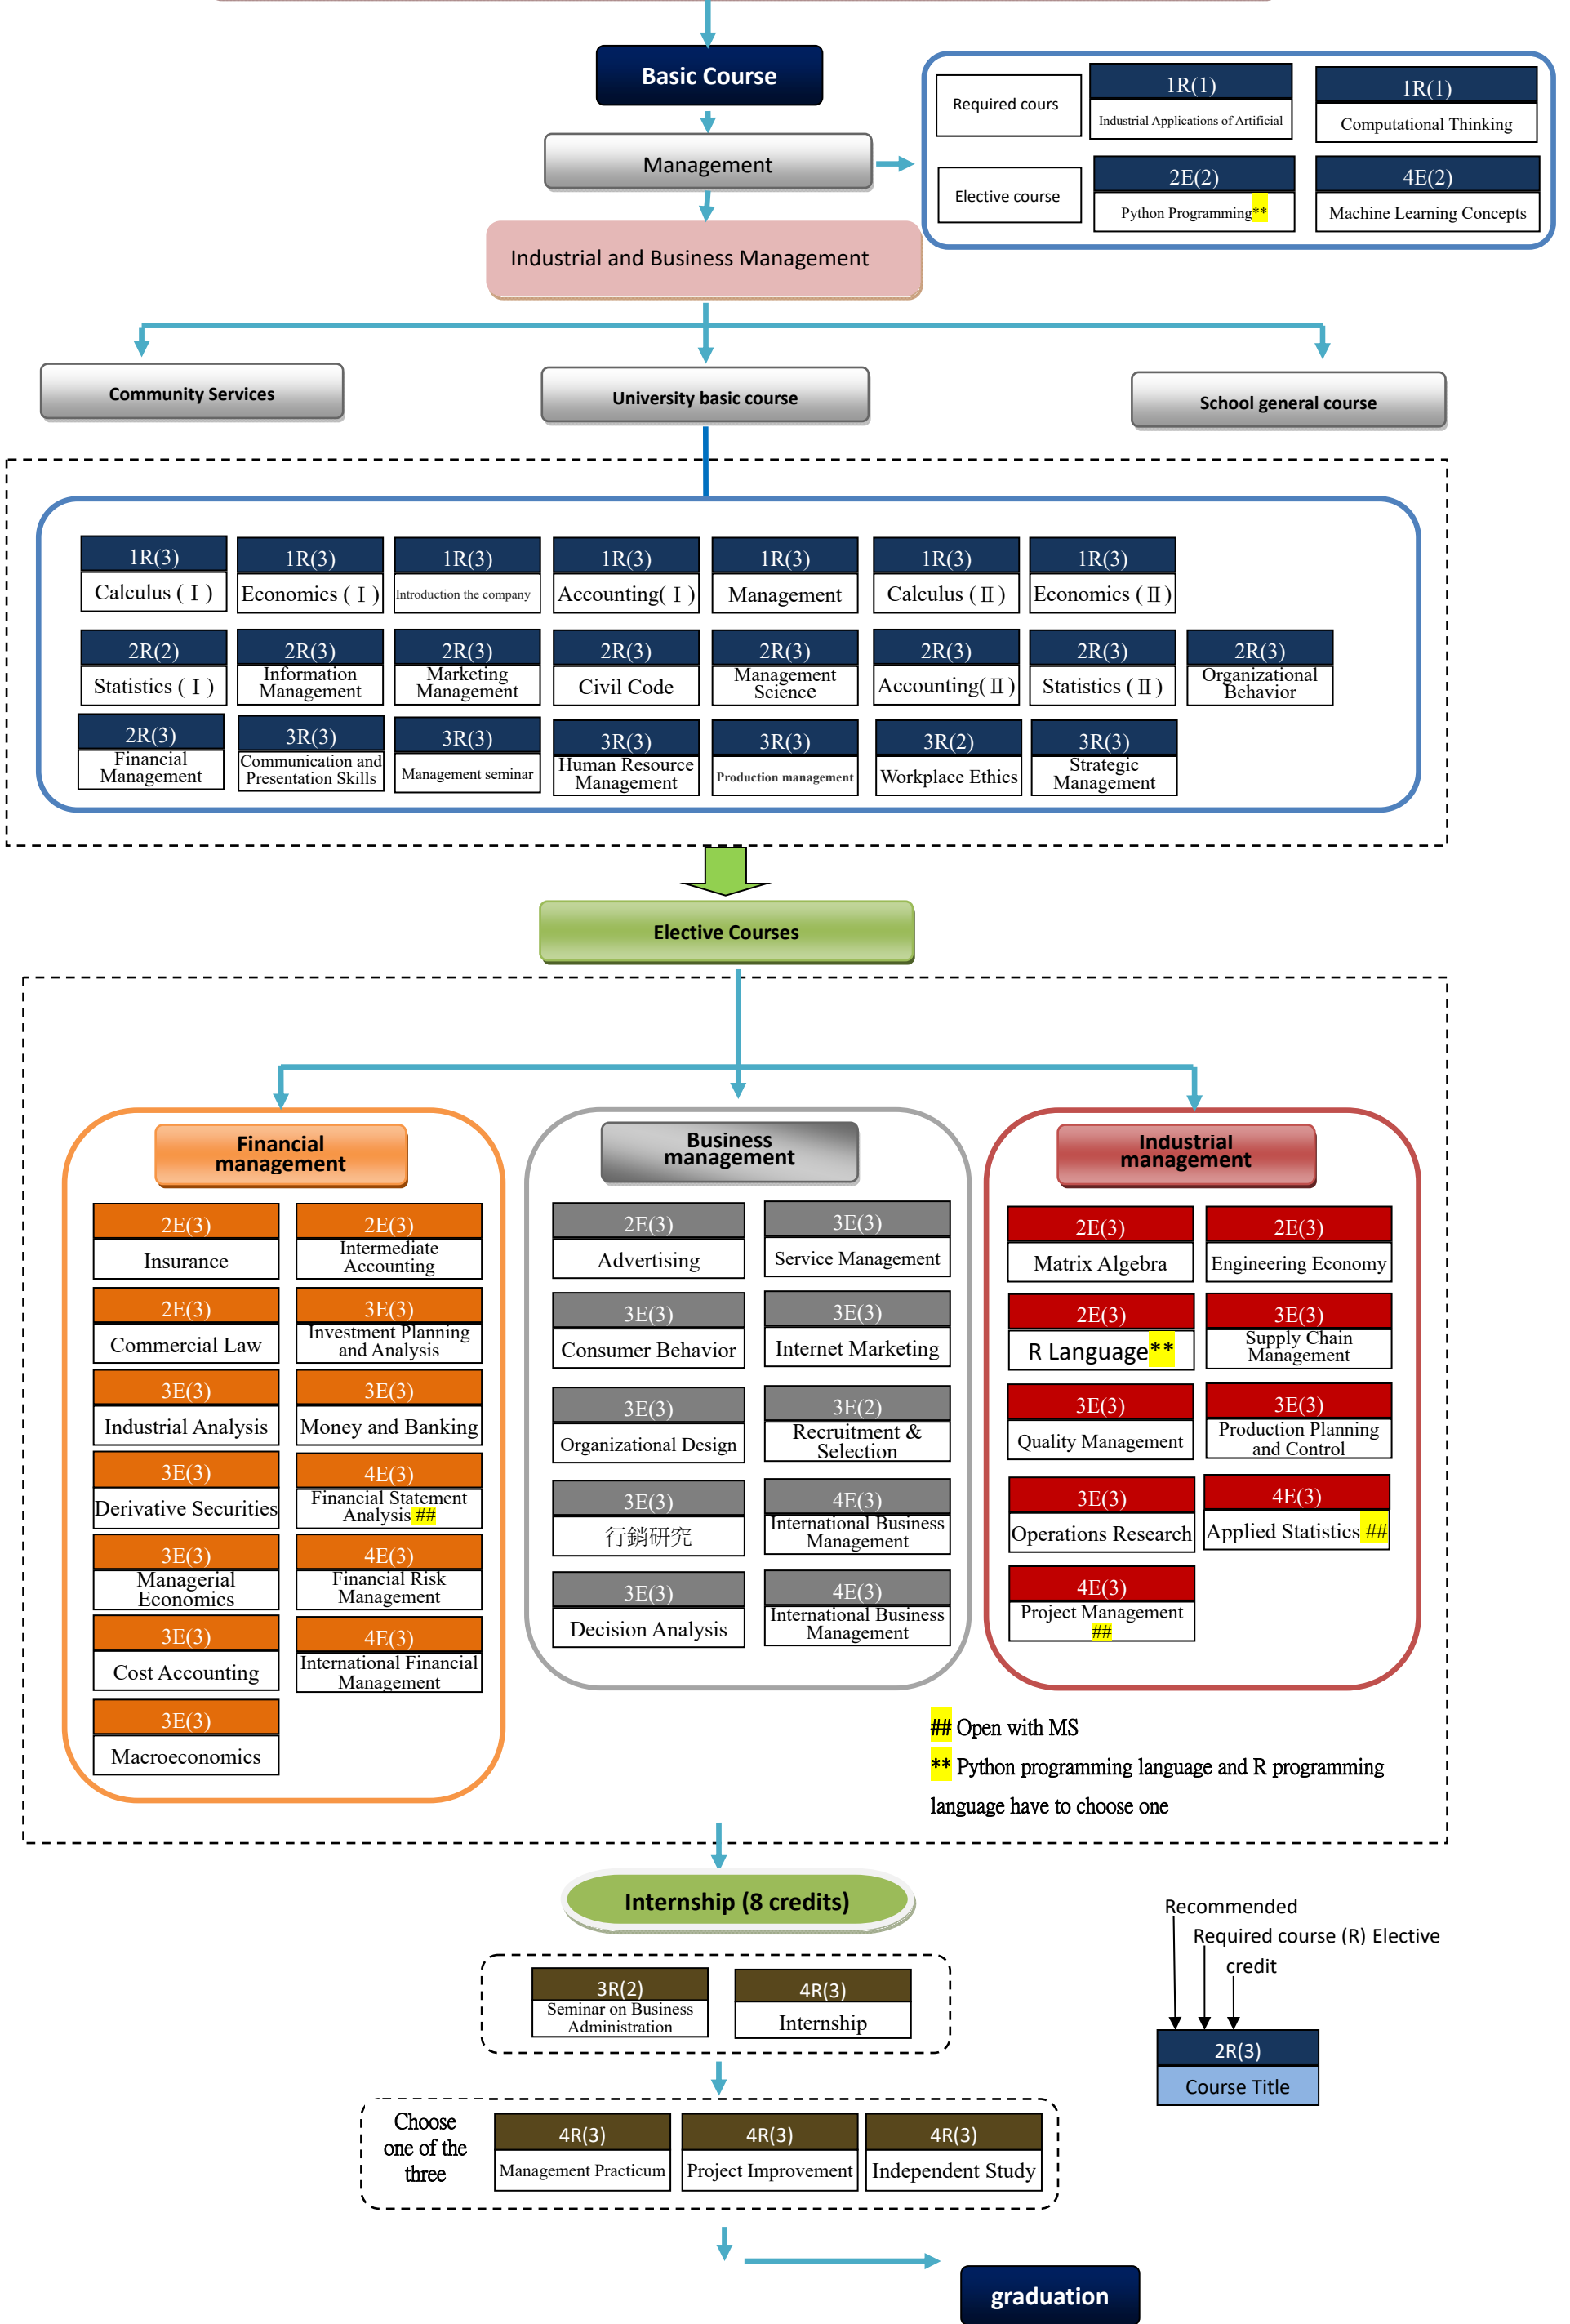 Basic Course
Management
Required cours
1R(1)
Industrial Applications of Artificial
1R(1)
Computational Thinking
Elective course
2E(2)
Python Programming**
4E(2)
Machine Learning Concepts
Industrial and Business Management
Community Services
University basic course
School general course
1R(3)
Calculus ( Ⅰ )
1R(3)
Economics ( Ⅰ )
1R(3)
Introduction the company
1R(3)
Accounting( Ⅰ )
1R(3)
Management
1R(3)
Calculus ( Ⅱ )
1R(3)
Economics ( Ⅱ )
2R(2)
Statistics ( Ⅰ )
2R(3)
Information
Management
2R(3)
Marketing
Management
2R(3)
Civil Code
2R(3)
Management
Science
2R(3)
Accounting( Ⅱ )
2R(3)
Statistics ( Ⅱ )
2R(3)
Organizational
Behavior
2R(3)
Financial
Management
3R(3)
Communication and
Presentation Skills
3R(3)
Management seminar
3R(3)
Human Resource
Management
3R(3)
Production management
3R(2)
Workplace Ethics
3R(3)
Strategic
Management
Elective Courses
Financial
management
2E(3)
Insurance
2E(3)
Intermediate
Accounting
2E(3)
Commercial Law
3E(3)
Investment Planning
and Analysis
3E(3)
Industrial Analysis
3E(3)
Money and Banking
3E(3)
Derivative Securities
4E(3)
Financial Statement
Analysis ##
3E(3)
Managerial
Economics
4E(3)
Financial Risk
Management
3E(3)
Cost Accounting
4E(3)
International Financial
Management
3E(3)
Macroeconomics
Business
management
2E(3)
Advertising
3E(3)
Service Management
3E(3)
Consumer Behavior
3E(3)
Internet Marketing
3E(3)
Organizational Design
3E(2)
Recruitment &
Selection
3E(3)
行銷研究
4E(3)
International Business
Management
3E(3)
Decision Analysis
4E(3)
International Business
Management
Industrial
management
2E(3)
Matrix Algebra
2E(3)
Engineering Economy
2E(3)
R Language**
3E(3)
Supply Chain
Management
3E(3)
Quality Management
3E(3)
Production Planning
and Control
3E(3)
Operations Research
4E(3)
Applied Statistics ##
4E(3)
Project Management
##
## Open with MS
** Python programming language and R programming
language have to choose one
Internship (8 credits)
3R(2)
Seminar on Business
Administration
4R(3)
Internship
Recommended
Required course (R) Elective
credit
2R(3)
Course Title
Choose
one of the
three
4R(3)
Management Practicum
4R(3)
Project Improvement
4R(3)
Independent Study
graduation